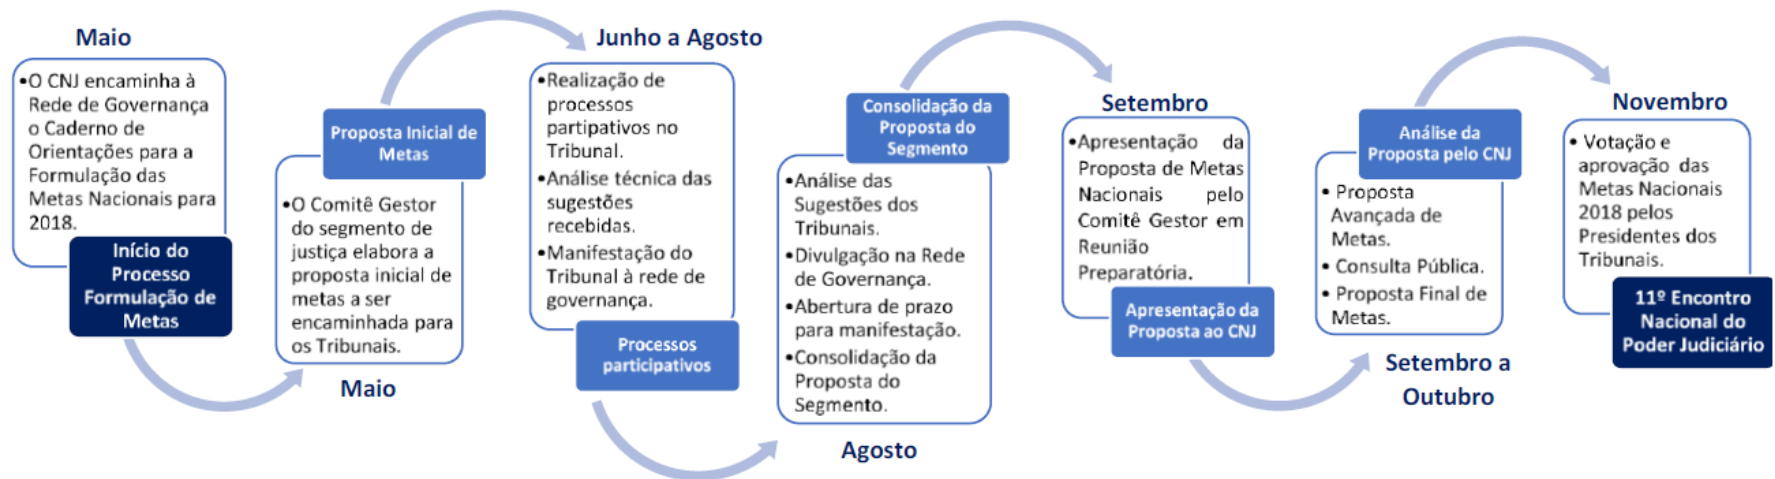 Maio
•O CNJ encaminha à
Rede de Governança
o Caderno de
Orientações para a
Formulação das
Metas Nacionais para
2018.
Início do
Processo
Formulação de
Metas
Proposta Inicial de
Metas
•O Comitê Gestor
do segmento de
justiça elabora a
proposta inicial de
metas a ser
encaminhada para
os Tribunais.
Maio
Junho a Agosto
•Realização de
processos
partipativos no
Tribunal.
•Análise técnica das
sugestões
recebidas.
•Manifestação do
Tribunal à rede de
governança.
Processos
participativos
Consolidação da
Proposta do
Segmento
•Análise das
Sugestões dos
Tribunais.
•Divulgação na Rede
de Governança.
•Abertura de prazo
para manifestação.
•Consolidação da
Proposta do
Segmento.
Agosto
Setembro
•Apresentação da
Proposta de Metas
Nacionais pelo
Comitê Gestor em
Reunião
Preparatória.
Apresentação da
Proposta ao CNJ
Análise da
Proposta pelo CNJ
• Proposta
Avançada de
Metas.
• Consulta Pública.
• Proposta Final de
Metas.
Setembro a
Outubro
Novembro
• Votação e
aprovação das
Metas Nacionais
2018 pelos
Presidentes dos
Tribunais.
11º Encontro
Nacional do
Poder Judiciário